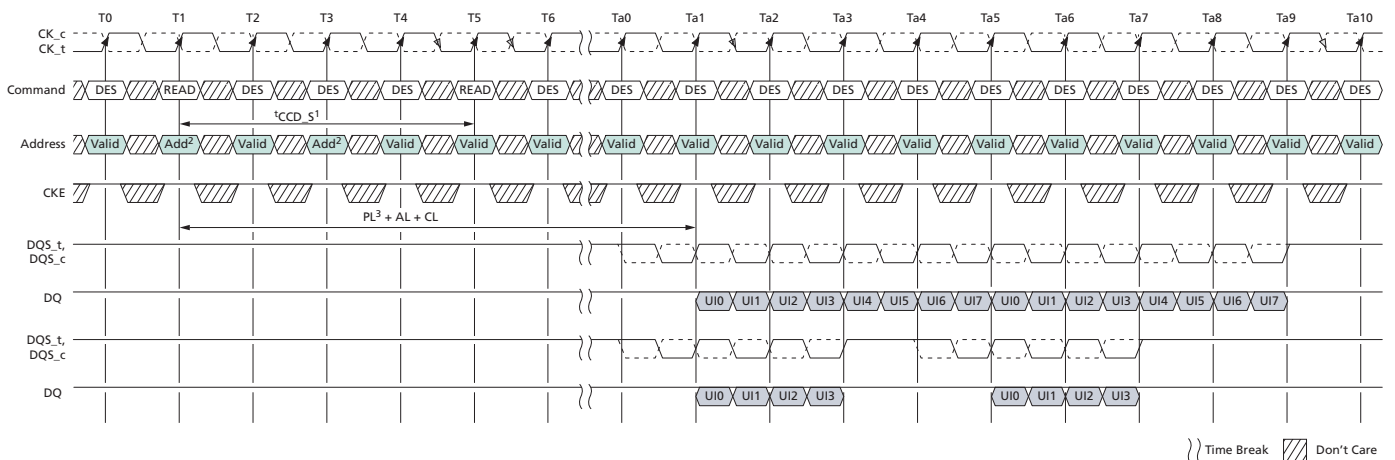 T0 T1 T2 T3 T4 T5 T6 Ta0 Ta1 Ta2 Ta3 Ta4 Ta5 Ta6 Ta7 Ta8 Ta9 Ta10
CK_c
CK_t
Command DES READ DES DES DES READ DES DES DES DES DES DES DES DES DES DES DES DES
tCCD_S1
Address Valid Add2 Valid Add2 Valid Valid Valid Valid Valid Valid Valid Valid Valid Valid Valid Valid Valid Valid
CKE
PL3 + AL + CL
DQS_t,
DQS_c
DQ UI0 UI1 UI2 UI3 UI4 UI5 UI6 UI7 UI0 UI1 UI2 UI3 UI4 UI5 UI6 UI7
DQS_t,
DQS_c
DQ UI0 UI1 UI2 UI3 UI0 UI1 UI2 UI3
Time Break Don't Care